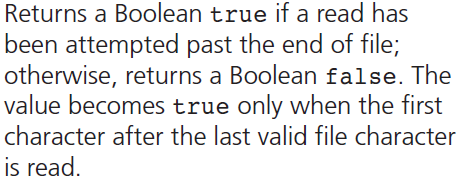 Returns a Boolean true if a read has
been attempted past the end of file;
otherwise, returns a Boolean false. The
value becomes true only when the first
character after the last valid file character
is read.